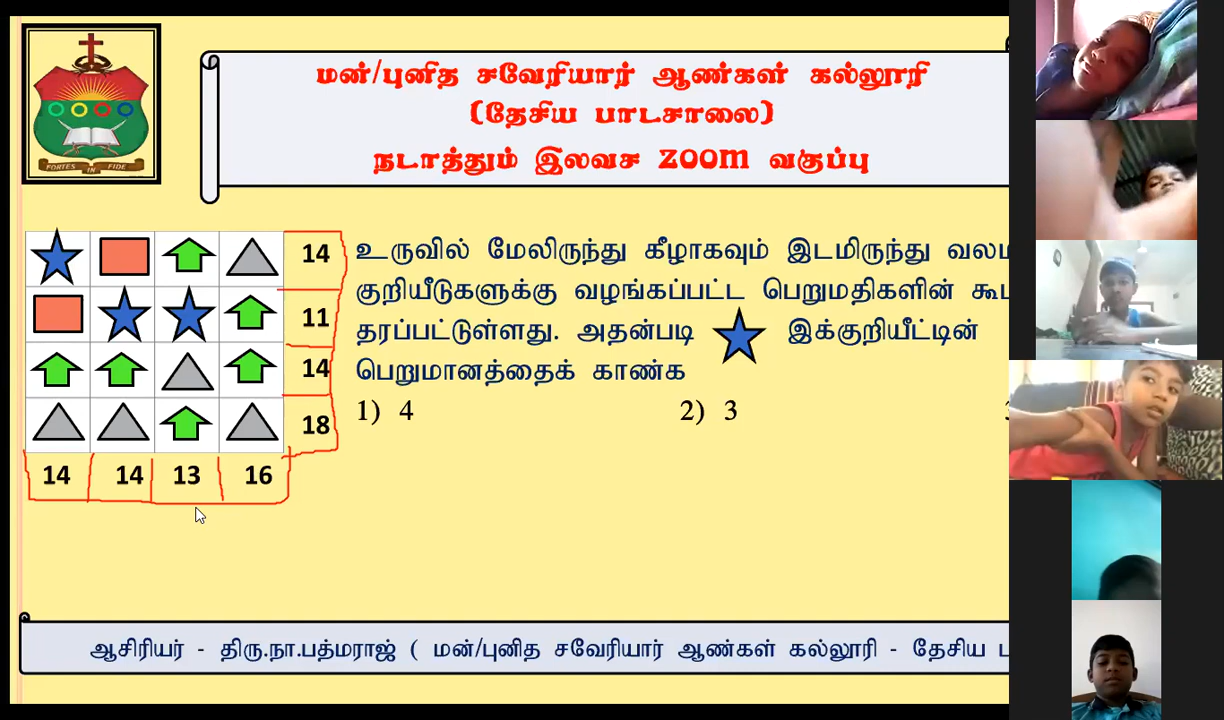 மன்/புனித சவேரியார் ஆண்கள் கல்லூரி
(தேசிய பாடசாலை)
நடாத்தும் இலவச ZOOM வகுப்பு
FORTES IN FIDE
14
11
14
18
14 14 13 16
உருவில் மேலிருந்து கீழாகவும் இடமிருந்து
குறியீடுகளுக்கு வழங்கப்பட்ட பெறுமதிகளின்
தரப்பட்டுள்ளது. அதன்படி இக்குறியீட்டின்
பெறுமானத்தைக் காண்க
1) 4 2) 3
ஆசிரியர் - திரு.நா.பத்மராஜ் ( மன்/புனித சவேரியார் ஆண்கள் கல்லூரி - தேசிய